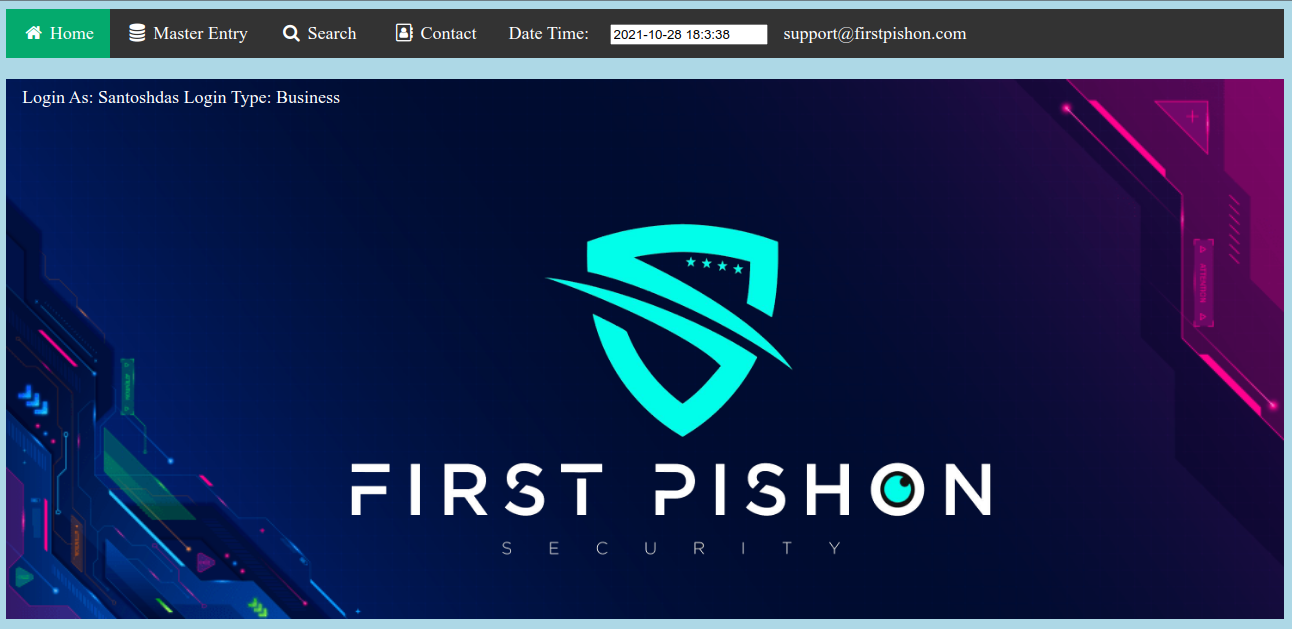 Home Master Entry Search Contact Date Time: 2021-10-28 18:3:38 support@firstpishon.com
Login As: Santoshdas Login Type: Business
ATTENTION
FIRST PISHON
SECURITY